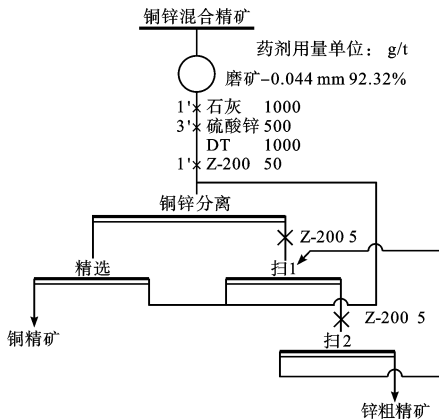 铜锌混合精矿
药剂用量单位：g/t
磨矿-0.044 mm 92.32%
1' 石灰 1000
3' 硫酸锌 500
DT 1000
1' Z-200 50
铜锌分离
Z-200 5
精选
扫1
铜精矿
Z-200 5
扫2
锌粗精矿